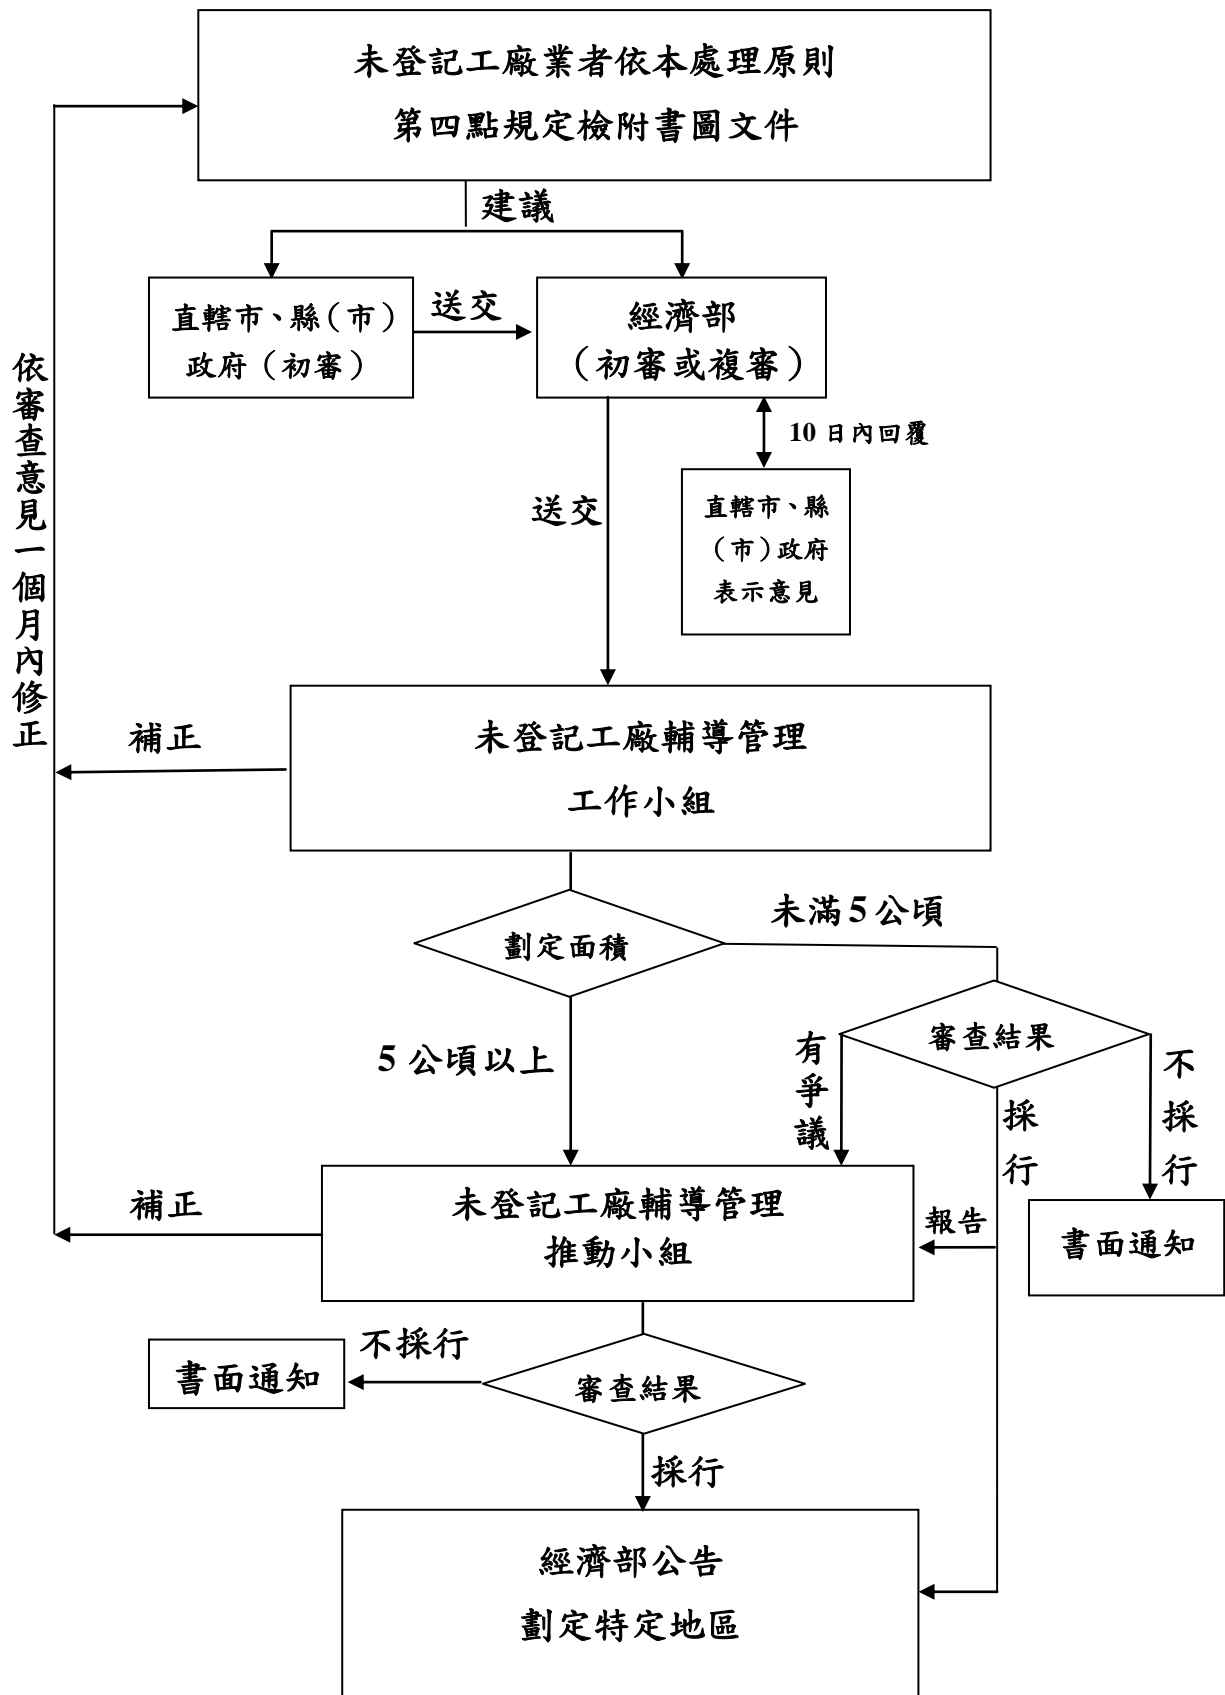 未登記工廠業者依本處理原則
第四點規定檢附書圖文件
建議
直轄市、縣（市）
政府（初審）
送交
經濟部
（初審或複審）
10 日內回覆
直轄市、縣
（市）政府
表示意見
送交
依審查意見一個月內修正
未登記工廠輔導管理
工作小組
補正
劃定面積
未滿 5 公頃
5 公頃以上
審查結果
有爭議
採行
不採行
書面通知
未登記工廠輔導管理
推動小組
補正
報告
審查結果
不採行
書面通知
採行
經濟部公告
劃定特定地區